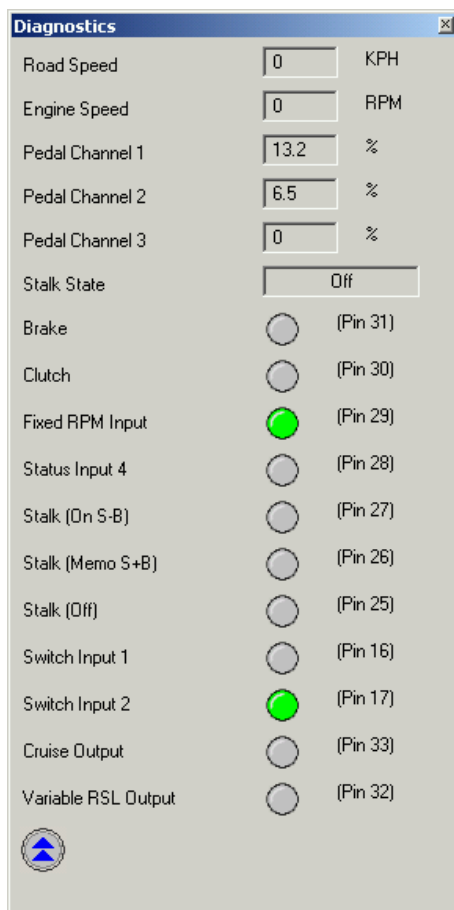 Diagnostics
Road Speed 0 KPH
Engine Speed 0 RPM
Pedal Channel 1 13.2 %
Pedal Channel 2 6.5 %
Pedal Channel 3 0 %
Stalk State Off
Brake (Pin 31)
Clutch (Pin 30)
Fixed RPM Input (Pin 29)
Status Input 4 (Pin 28)
Stalk (On S-B) (Pin 27)
Stalk (Memo S+B) (Pin 26)
Stalk (Off) (Pin 25)
Switch Input 1 (Pin 16)
Switch Input 2 (Pin 17)
Cruise Output (Pin 33)
Variable RSL Output (Pin 32)